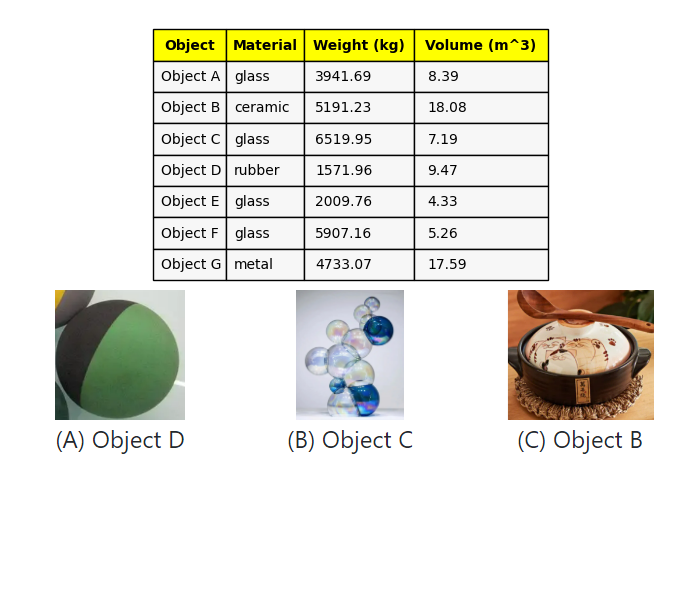 Object Material Weight (kg) Volume (m^3)
Object A glass 3941.69 8.39
Object B ceramic 5191.23 18.08
Object C glass 6519.95 7.19
Object D rubber 1571.96 9.47
Object E glass 2009.76 4.33
Object F glass 5907.16 5.26
Object G metal 4733.07 17.59
(A) Object D (B) Object C (C) Object B